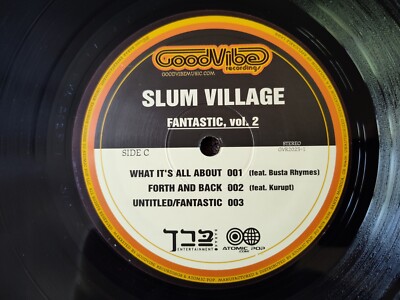 GoodVibe
recordings
GOODVIBEMUSIC.COM
SLUM VILLAGE
FANTASTIC, vol. 2
SIDE C
STEREO
WHAT IT'S ALL ABOUT 001 (feat. Busta Rhymes)
FORTH AND BACK 002 (feat. Kurupt)
UNTITLED/FANTASTIC 003
ENTERTAINMENT
ATOMIC POP
.COM